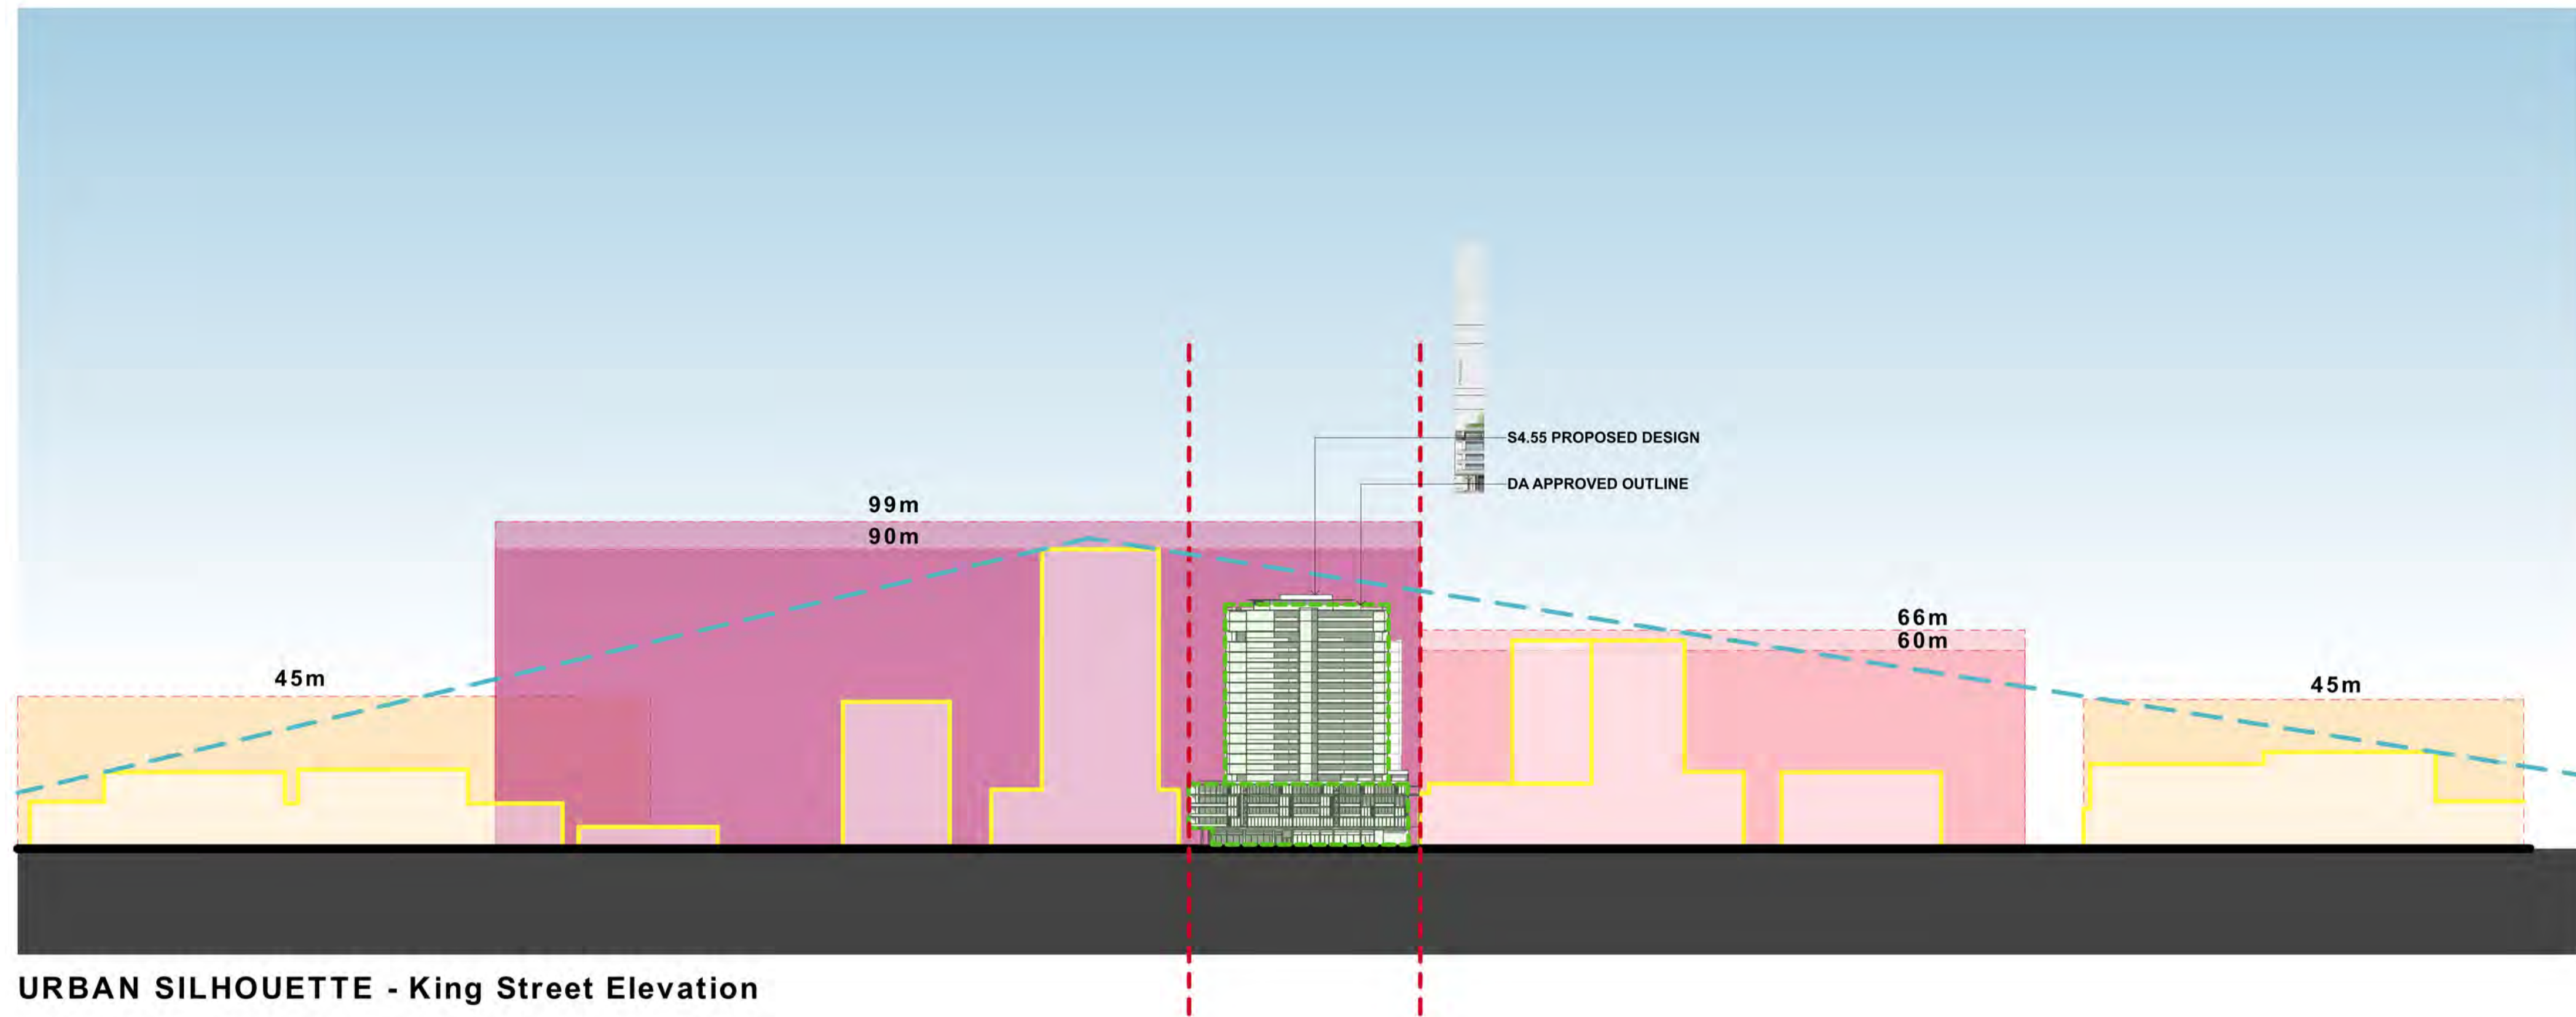 S4.55 PROPOSED DESIGN
DA APPROVED OUTLINE
99m
90m
66m
60m
45m
45m
URBAN SILHOUETTE - King Street Elevation